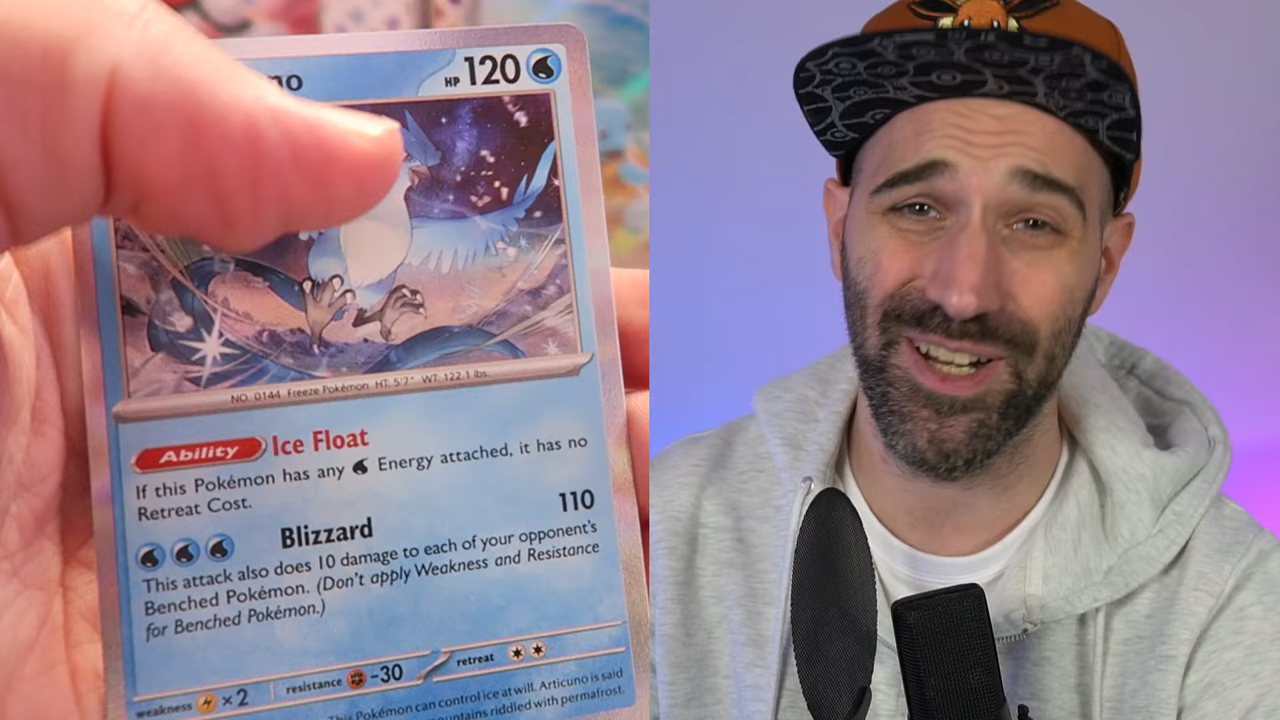 no HP 120
NO. 0144 Freeze Pokémon HT: 5'7" WT: 122.1 lbs.
Ability Ice Float
If this Pokémon has any Energy attached, it has no
Retreat Cost.
Blizzard 110
This attack also does 10 damage to each of your opponent's
Benched Pokémon. (Don't apply Weakness and Resistance
for Benched Pokémon.)
weakness ×2 resistance -30 retreat
This Pokémon can control ice at will. Articuno is said
mountains riddled with permafrost.